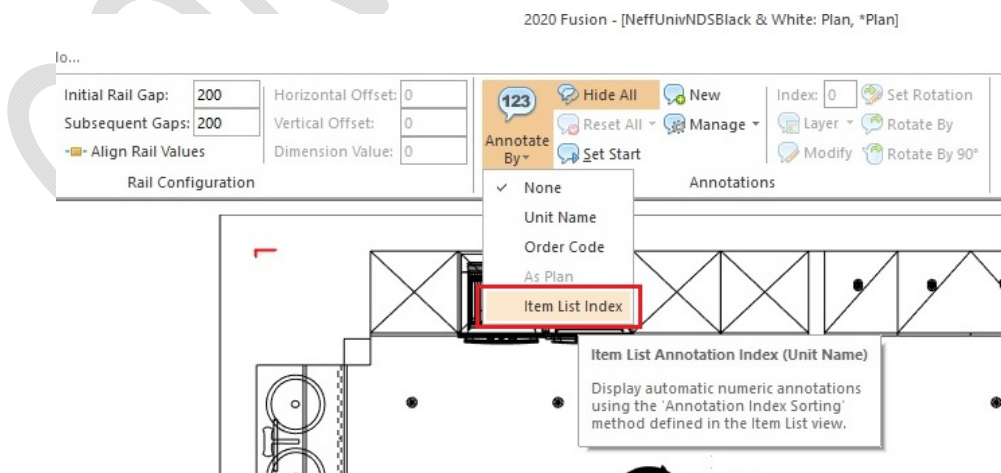 2020 Fusion - [NeffUnivNDSBlack & White: Plan, *Plan]
lo...
Initial Rail Gap: 200
Subsequent Gaps: 200
Align Rail Values
Rail Configuration
Horizontal Offset: 0
Vertical Offset: 0
Dimension Value: 0
123
Annotate
By
Hide All
Reset All
Set Start
New
Manage
Annotations
Index: 0
Layer
Modify
Set Rotation
Rotate By
Rotate By 90°
None
Unit Name
Order Code
As Plan
Item List Index
Item List Annotation Index (Unit Name)
Display automatic numeric annotations
using the 'Annotation Index Sorting'
method defined in the Item List view.